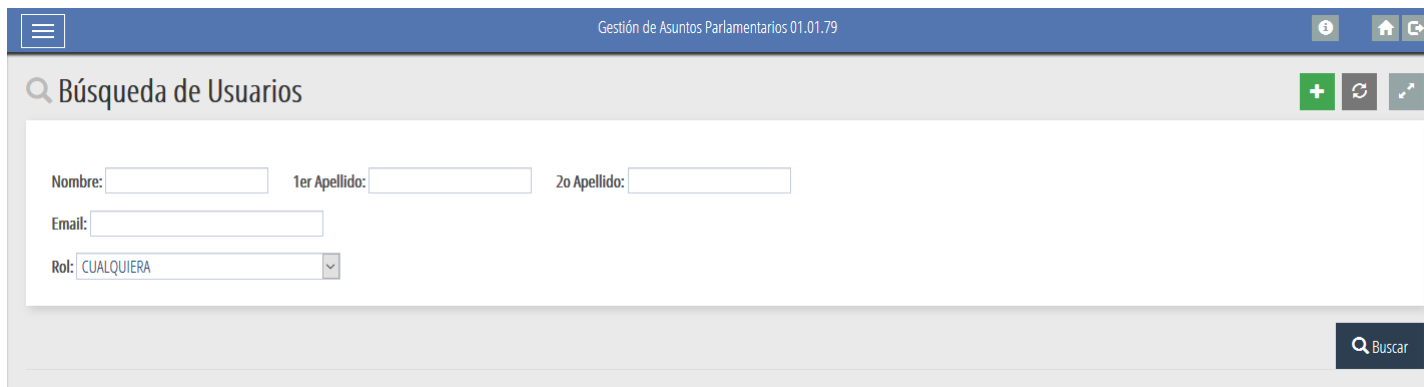 Gestión de Asuntos Parlamentarios 01.01.79
Búsqueda de Usuarios
Nombre: 1er Apellido: 2o Apellido:
Email:
Rol: CUALQUIERA
Buscar